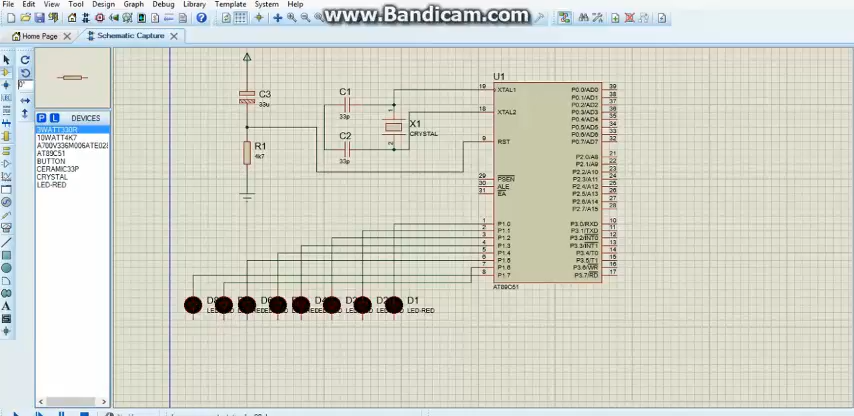 File Edit View Tool Design Graph Debug Library Template System Help
www.Bandicam.com
Home Page
Schematic Capture
0°
P L DEVICES
3WATT330R
10WATT4K7
A700V336M006ATE028
AT89C51
BUTTON
CERAMIC33P
CRYSTAL
LED-RED
C3
33u
R1
4k7
C1
33p
C2
33p
X1
CRYSTAL
1
2
U1
19 XTAL1
18 XTAL2
9 RST
29 PSEN
30 ALE
31 EA
1 P1.0
2 P1.1
3 P1.2
4 P1.3
5 P1.4
6 P1.5
7 P1.6
8 P1.7
P0.0/AD0 39
P0.1/AD1 38
P0.2/AD2 37
P0.3/AD3 36
P0.4/AD4 35
P0.5/AD5 34
P0.6/AD6 33
P0.7/AD7 32
P2.0/A8 21
P2.1/A9 22
P2.2/A10 23
P2.3/A11 24
P2.4/A12 25
P2.5/A13 26
P2.6/A14 27
P2.7/A15 28
P3.0/RXD 10
P3.1/TXD 11
P3.2/INT0 12
P3.3/INT1 13
P3.4/T0 14
P3.5/T1 15
P3.6/WR 16
P3.7/RD 17
AT89C51
D1
LED-RED